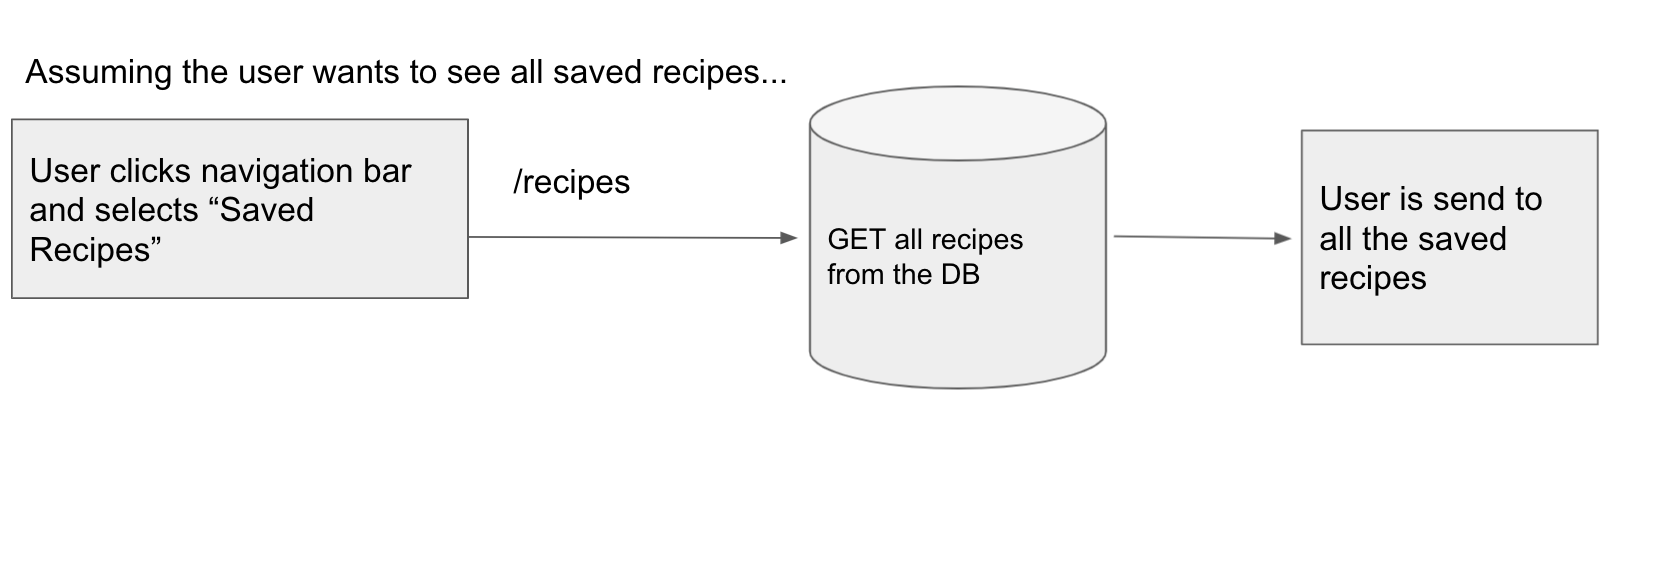 Assuming the user wants to see all saved recipes...
User clicks navigation bar
and selects “Saved
Recipes”
/recipes
GET all recipes
from the DB
User is send to
all the saved
recipes